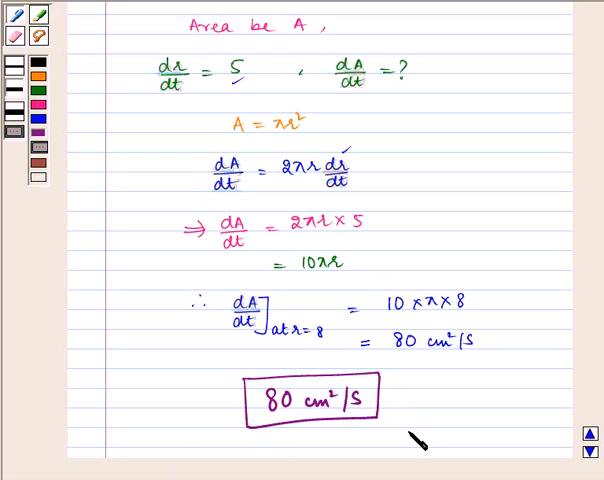 Area be A,
dr/dt = 5 , dA/dt = ?
A = πr²
dA/dt = 2πr dr/dt
⇒ dA/dt = 2πr × 5
= 10πr
∴ dA/dt]at r=8 = 10 × π × 8
= 80 cm²/s
80 cm²/s